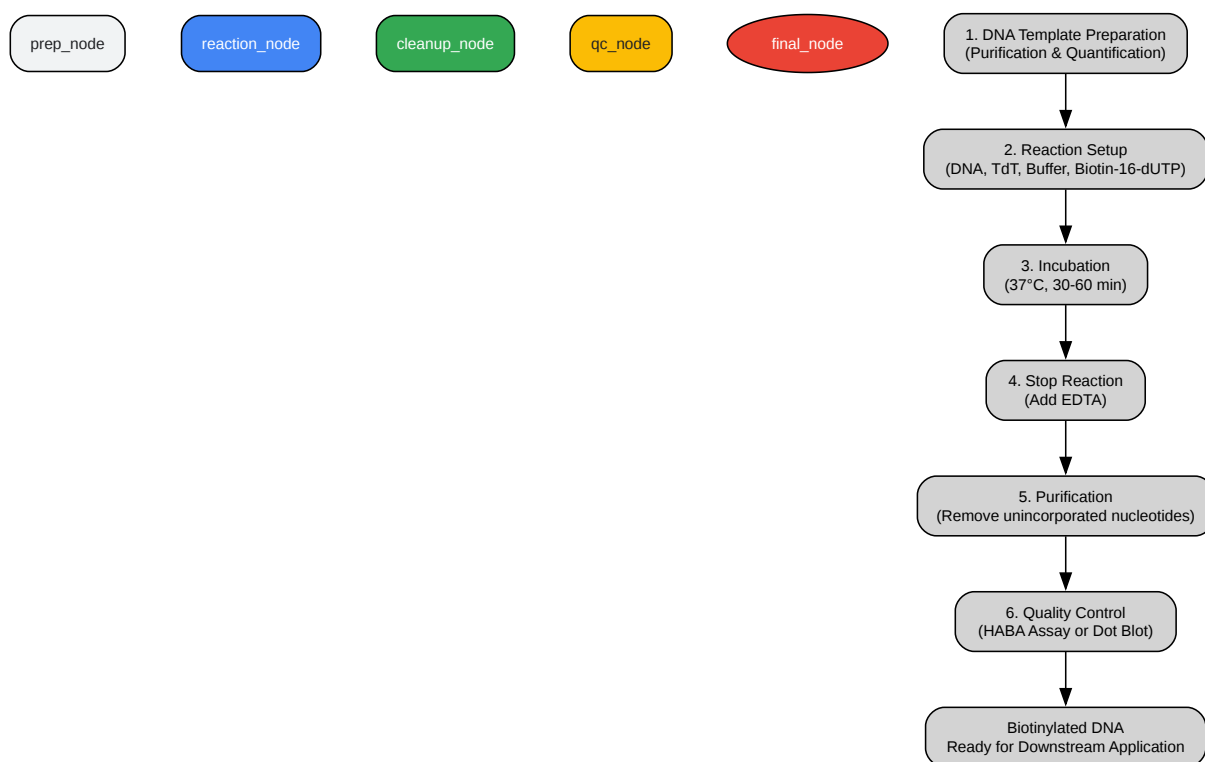 prep_node
reaction_node
cleanup_node
qc_node
final_node
1. DNA Template Preparation
(Purification & Quantification)
2. Reaction Setup
(DNA, TdT, Buffer, Biotin-16-dUTP)
3. Incubation
(37°C, 30-60 min)
4. Stop Reaction
(Add EDTA)
5. Purification
(Remove unincorporated nucleotides)
6. Quality Control
(HABA Assay or Dot Blot)
Biotinylated DNA
Ready for Downstream Application